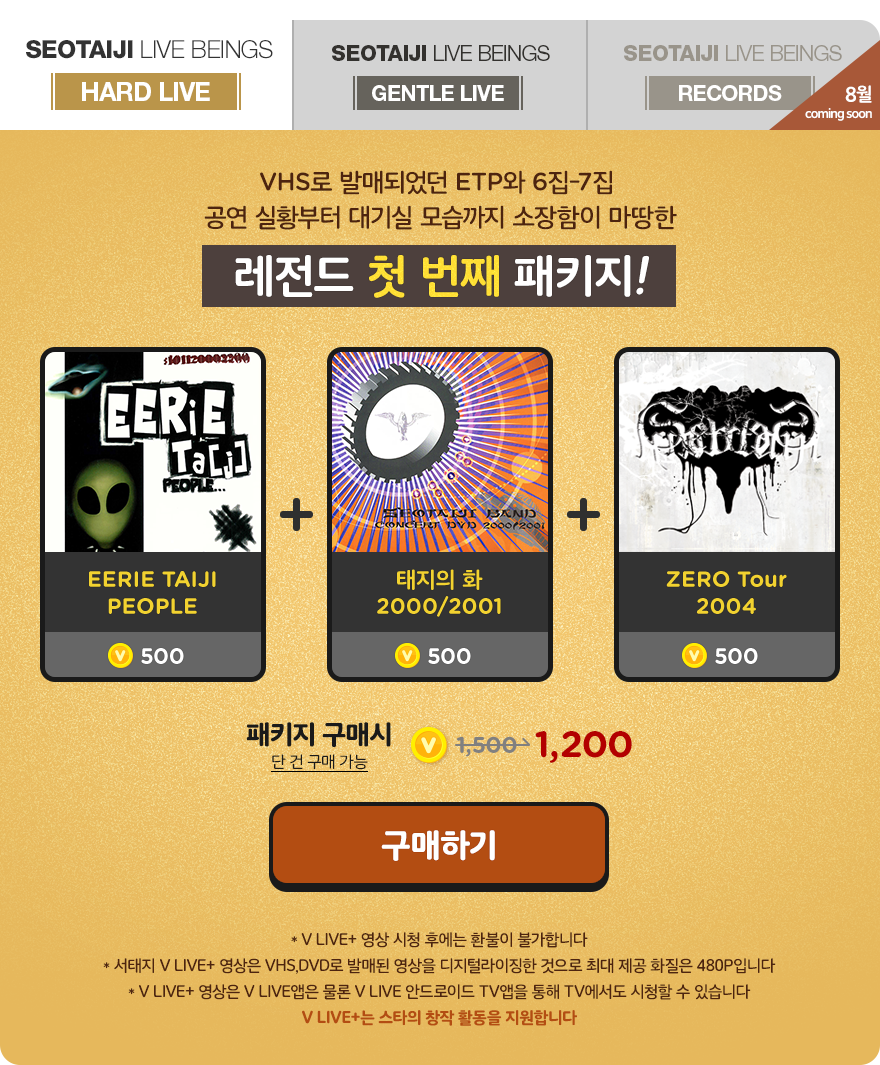 SEOTAIJI LIVE BEINGS
HARD LIVE
SEOTAIJI LIVE BEINGS
GENTLE LIVE
SEOTAIJI LIVE BEINGS
RECORDS
8월
coming soon
VHS로 발매되었던 ETP와 6집-7집
공연 실황부터 대기실 모습까지 소장함이 마땅한
레전드 첫 번째 패키지!
EERIE
TAIJI
PEOPLE...
SEOTAIJI BAND
CONCERT DVD 2000/2001
EERIE TAIJI
PEOPLE
500
+
태지의 화
2000/2001
500
+
ZERO Tour
2004
500
패키지 구매시
단 건 구매 가능
1,500
1,200
구매하기
* V LIVE+ 영상 시청 후에는 환불이 불가합니다
* 서태지 V LIVE+ 영상은 VHS,DVD로 발매된 영상을 디지털라이징한 것으로 최대 제공 화질은 480P입니다
* V LIVE+ 영상은 V LIVE앱은 물론 V LIVE 안드로이드 TV앱을 통해 TV에서도 시청할 수 있습니다
V LIVE+는 스타의 창작 활동을 지원합니다